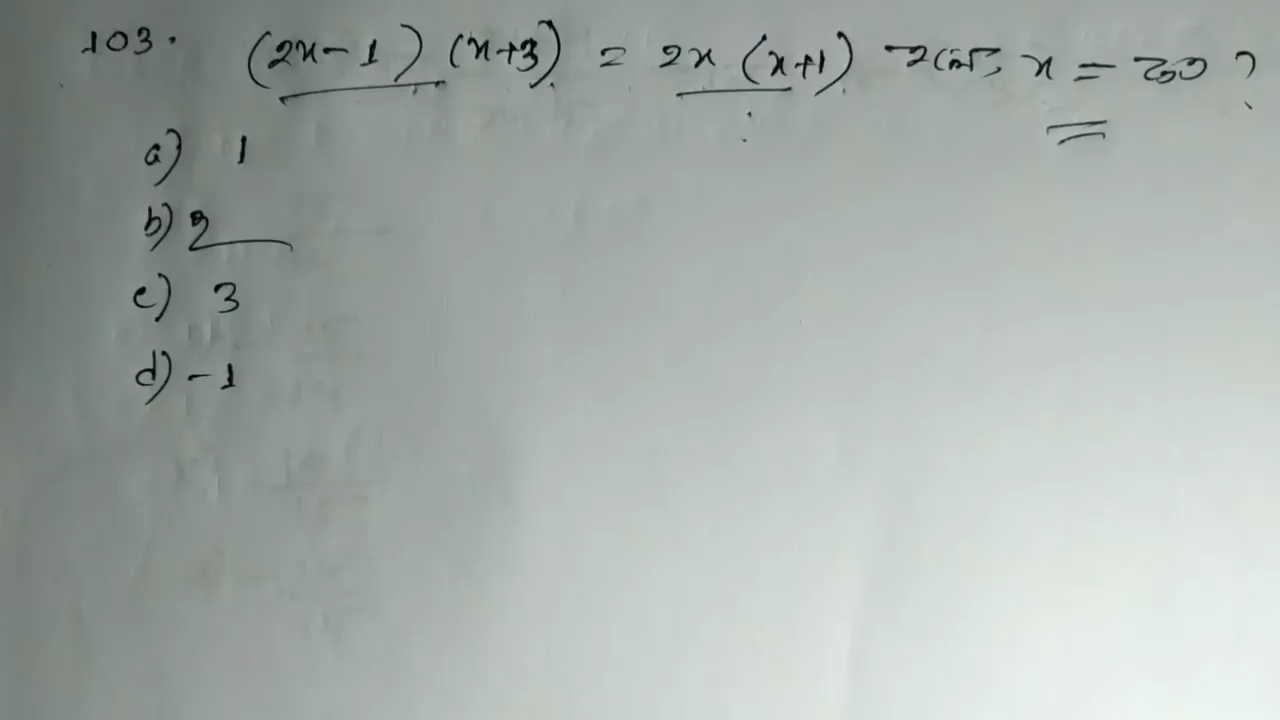 103. (2x-1) (x+3) = 2x (x+1) হলে, x = কত ?
a) 1
b) 2
c) 3
d) -1